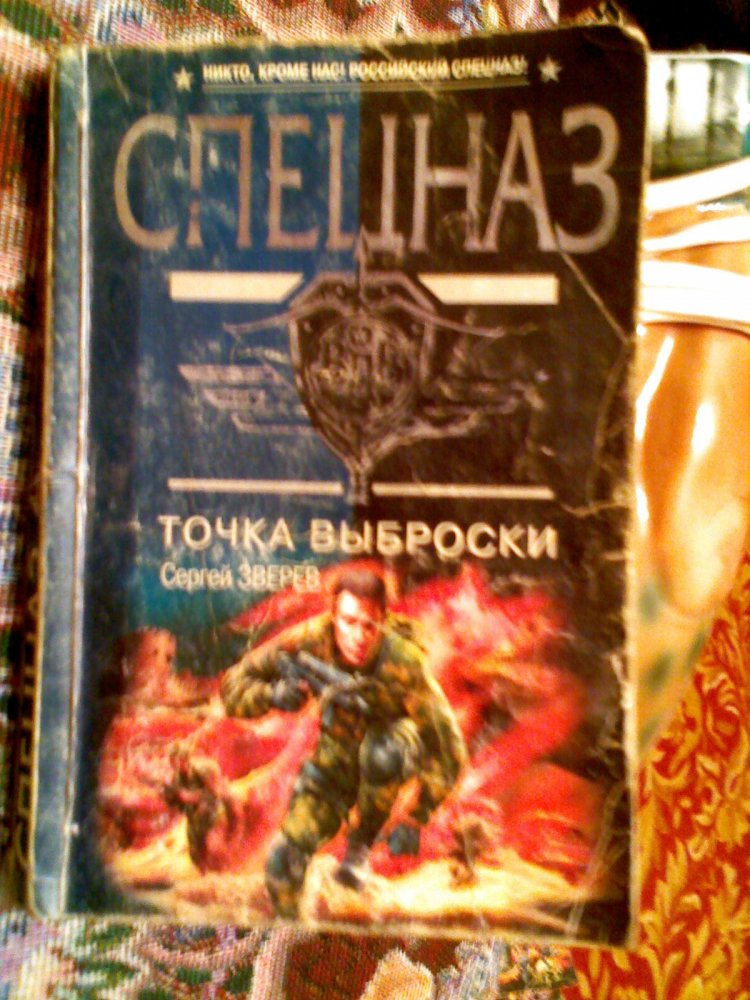 НИКТО, КРОМЕ НАС! РОССИЙСКИЙ СПЕЦНАЗ!
СПЕЦНАЗ
ТОЧКА ВЫБРОСКИ
Сергей ЗВЕРЕВ